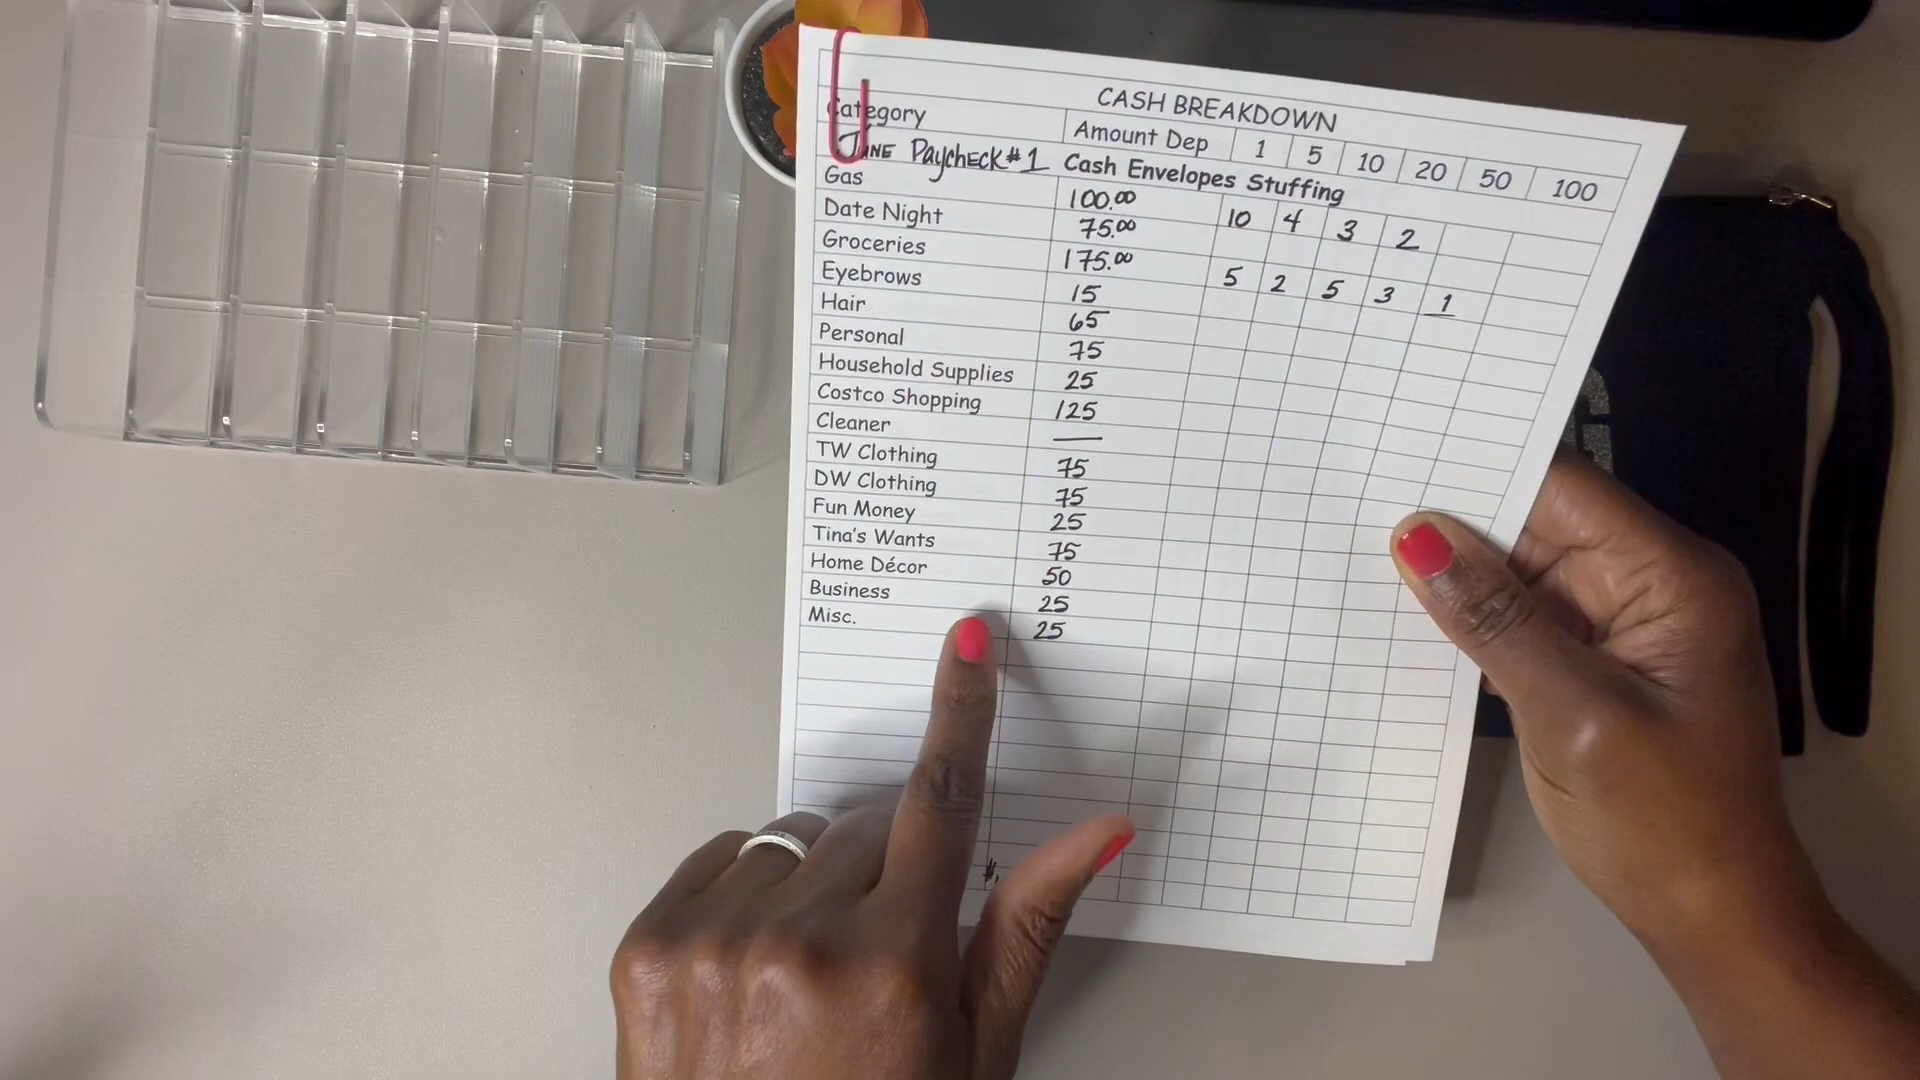 CASH BREAKDOWN
Category Amount Dep 1 5 10 20 50 100
JUNE PAYCHECK #1 Cash Envelopes Stuffing
Gas 100.00 10 4 3 2
Date Night 75.00
Groceries 175.00 5 2 5 3 1
Eyebrows 15
Hair 65
Personal 75
Household Supplies 25
Costco Shopping 125
Cleaner —
TW Clothing 75
DW Clothing 75
Fun Money 25
Tina's Wants 75
Home Décor 50
Business 25
Misc. 25